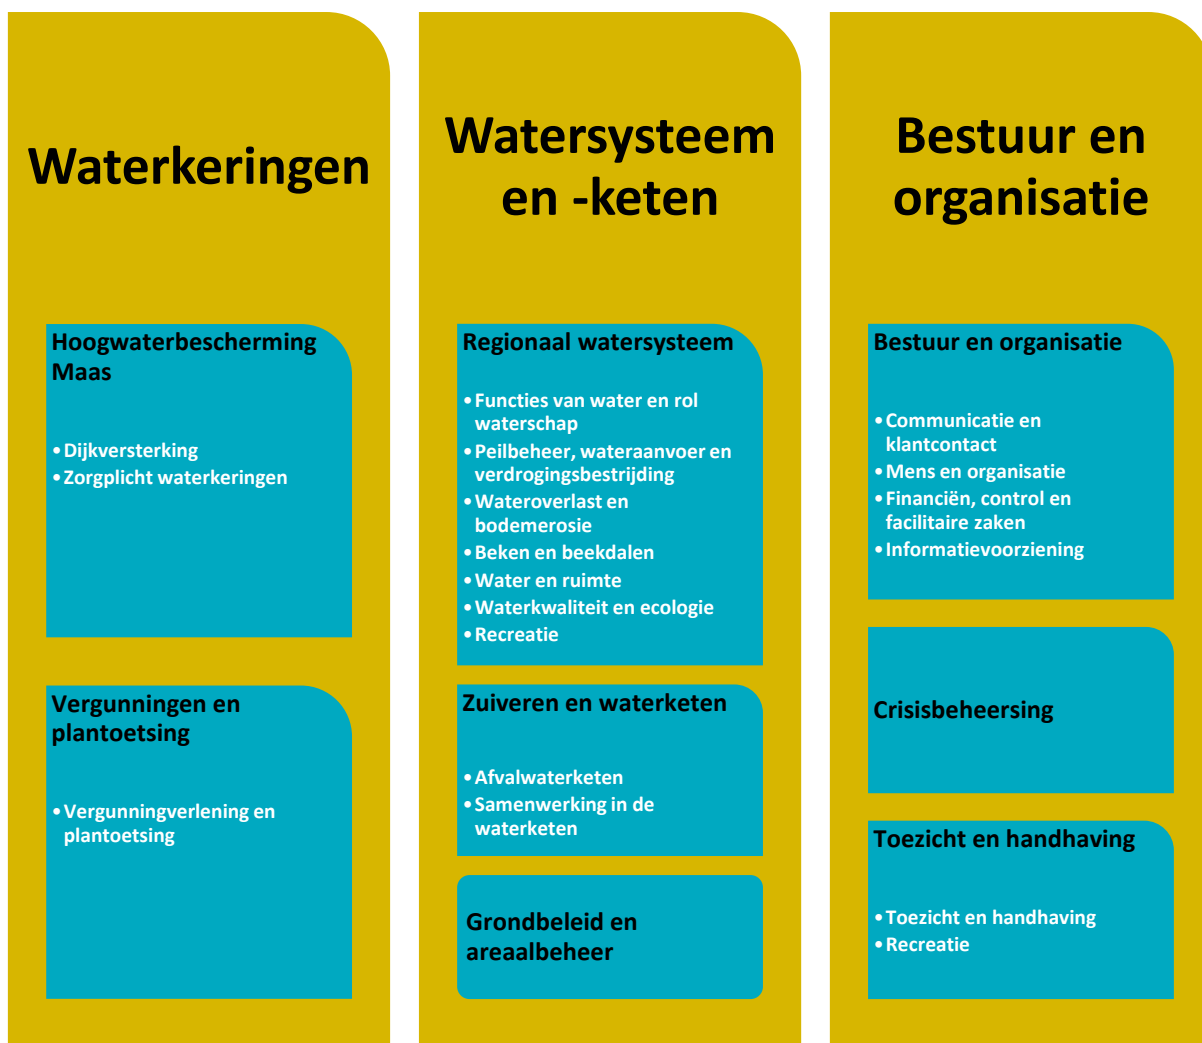 Waterkeringen
Hoogwaterbescherming
Maas
•Dijkversterking
•Zorgplicht waterkeringen
Vergunningen en
plantoetsing
•Vergunningverlening en
plantoetsing
Watersysteem
en -keten
Regionaal watersysteem
•Functies van water en rol
waterschap
•Peilbeheer, wateraanvoer en
verdrogingsbestrijding
•Wateroverlast en
bodemerosie
•Beken en beekdalen
•Water en ruimte
•Waterkwaliteit en ecologie
•Recreatie
Zuiveren en waterketen
•Afvalwaterketen
•Samenwerking in de
waterketen
Grondbeleid en
areaalbeheer
Bestuur en
organisatie
Bestuur en organisatie
•Communicatie en
klantcontact
•Mens en organisatie
•Financiën, control en
facilitaire zaken
•Informatievoorziening
Crisisbeheersing
Toezicht en handhaving
•Toezicht en handhaving
•Recreatie